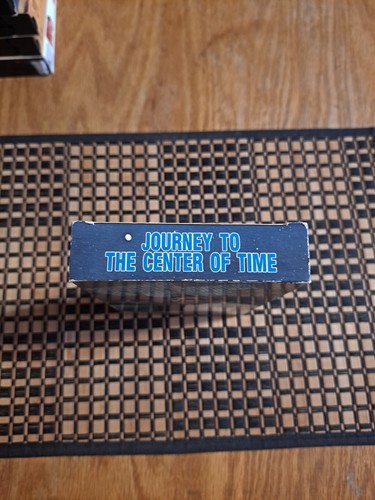 JOURNEY TO
THE CENTER OF TIME